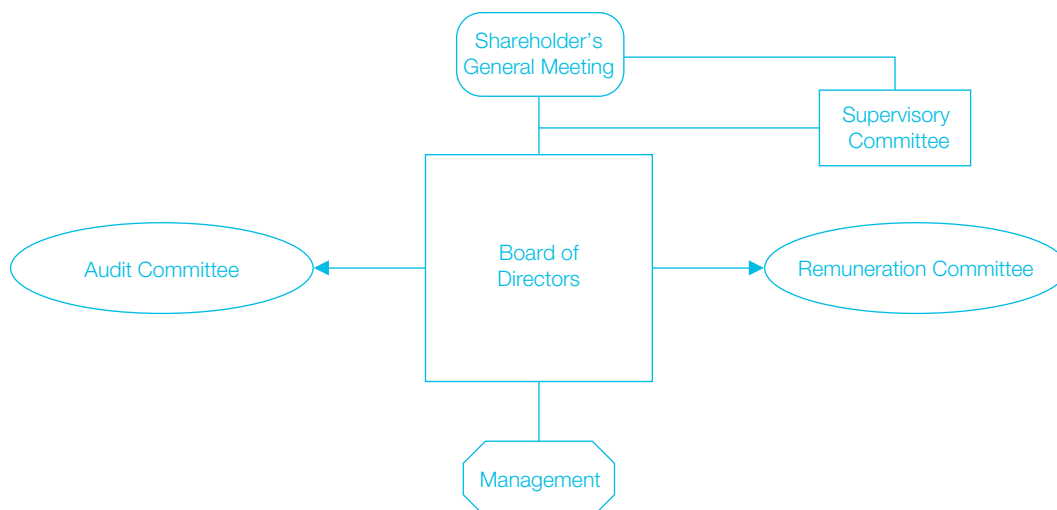 Shareholder’s
General Meeting
Supervisory
Committee
Audit Committee
Board of
Directors
Remuneration Committee
Management